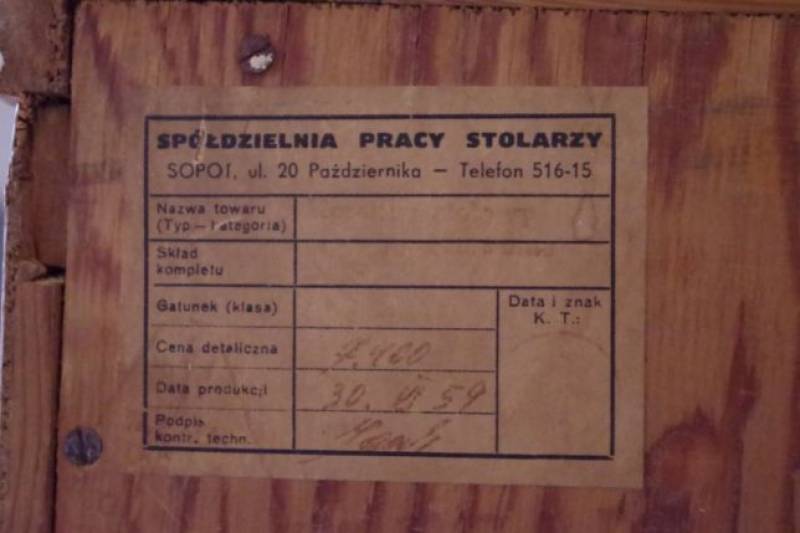 SPÓŁDZIELNIA PRACY STOLARZY
SOPOT, ul. 20 Października — Telefon 516-15
Nazwa towaru
(Typ — kategoria)
Skład
kompletu
Gatunek (klasa)
Data i znak
K. T.:
Cena detaliczna
Data produkcji 30. VI 59
Podpis
kontr. techn.